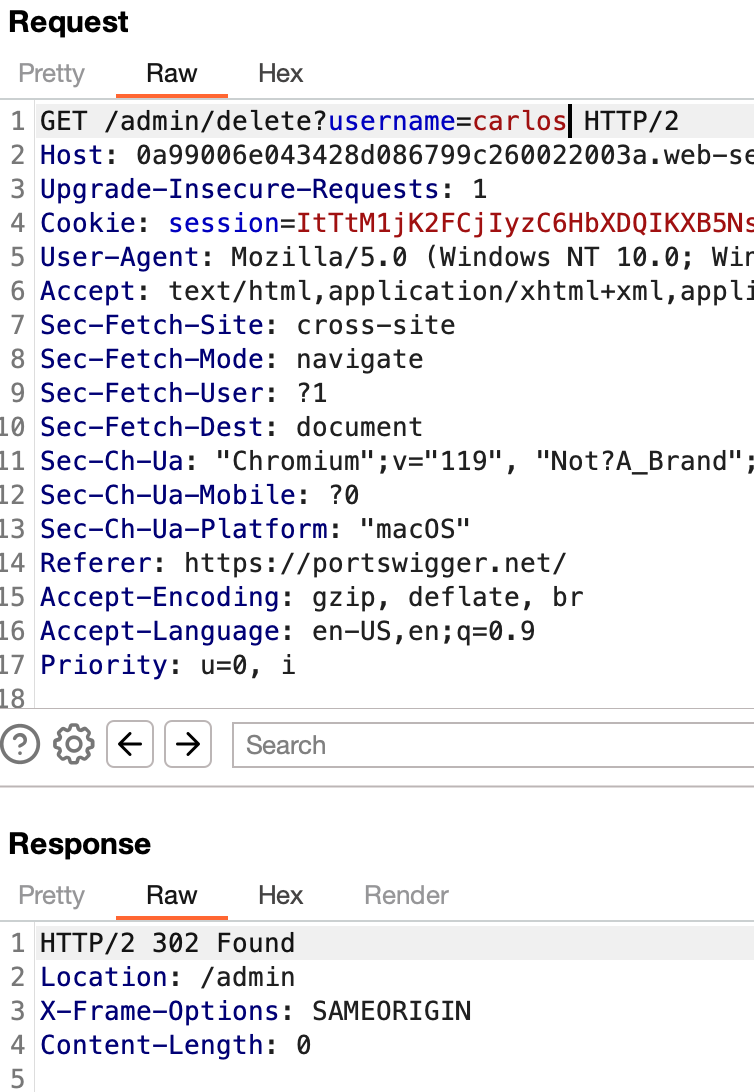 Request
Pretty Raw Hex
1 GET /admin/delete?username=carlos HTTP/2
2 Host: 0a99006e043428d086799c260022003a.web-se
3 Upgrade-Insecure-Requests: 1
4 Cookie: session=ItTtM1jK2FCjIyzC6HbXDQIKXB5Ns
5 User-Agent: Mozilla/5.0 (Windows NT 10.0; Win
6 Accept: text/html,application/xhtml+xml,appli
7 Sec-Fetch-Site: cross-site
8 Sec-Fetch-Mode: navigate
9 Sec-Fetch-User: ?1
10 Sec-Fetch-Dest: document
11 Sec-Ch-Ua: "Chromium";v="119", "Not?A_Brand";
12 Sec-Ch-Ua-Mobile: ?0
13 Sec-Ch-Ua-Platform: "macOS"
14 Referer: https://portswigger.net/
15 Accept-Encoding: gzip, deflate, br
16 Accept-Language: en-US,en;q=0.9
17 Priority: u=0, i
18
Search
Response
Pretty Raw Hex Render
1 HTTP/2 302 Found
2 Location: /admin
3 X-Frame-Options: SAMEORIGIN
4 Content-Length: 0
5